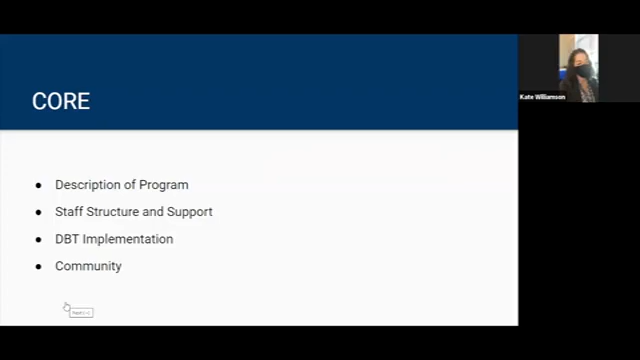 CORE
Kate Williamson
Description of Program
Staff Structure and Support
DBT Implementation
Community